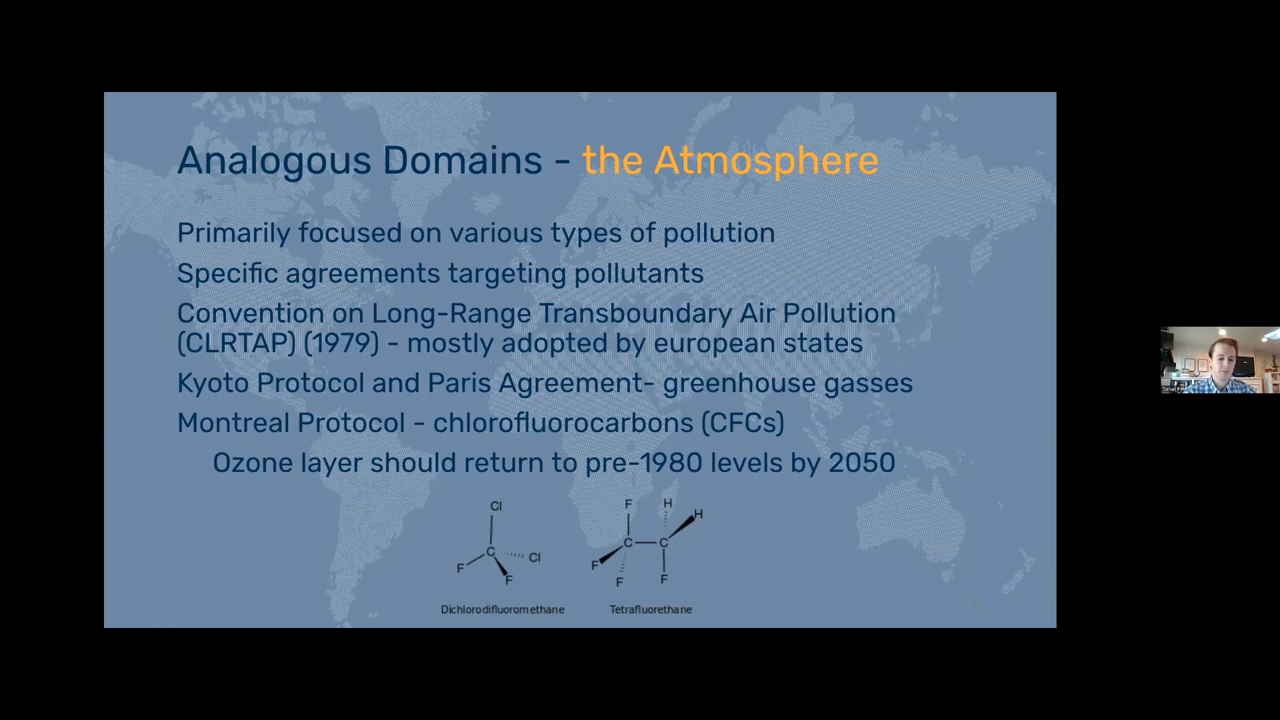 Analogous Domains - the Atmosphere
Primarily focused on various types of pollution
Specific agreements targeting pollutants
Convention on Long-Range Transboundary Air Pollution
(CLRTAP) (1979) - mostly adopted by european states
Kyoto Protocol and Paris Agreement- greenhouse gasses
Montreal Protocol - chlorofluorocarbons (CFCs)
Ozone layer should return to pre-1980 levels by 2050
Cl
C
Cl
F
F
F
H
H
C
C
F
F
F
Dichlorodifluoromethane
Tetrafluorethane